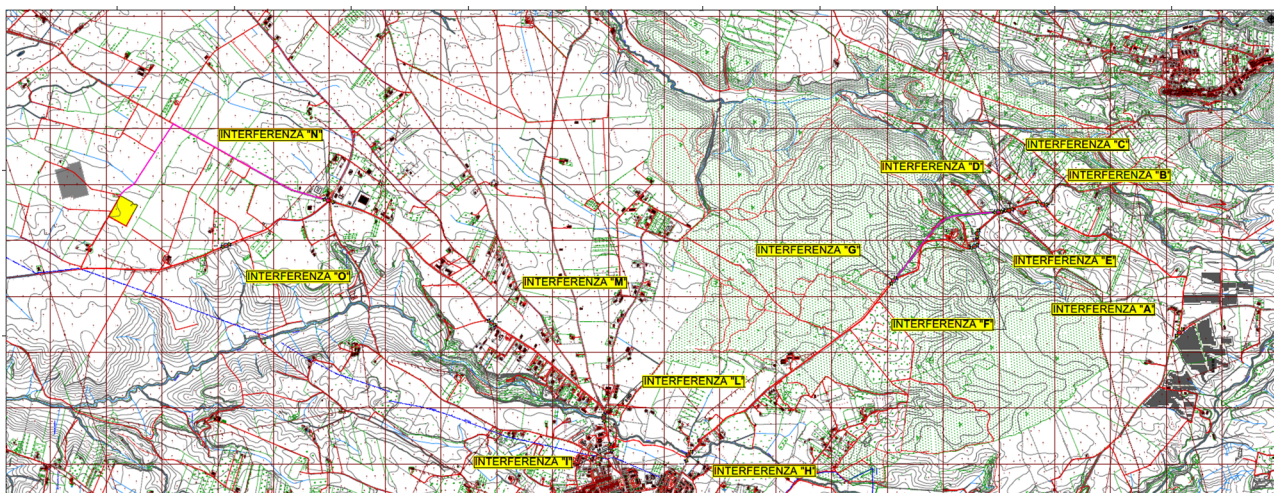 INTERFERENZA "N"
INTERFERENZA "C"
INTERFERENZA "D"
INTERFERENZA "B"
INTERFERENZA "G"
INTERFERENZA "E"
INTERFERENZA "O"
INTERFERENZA "M"
INTERFERENZA "A"
INTERFERENZA "F"
INTERFERENZA "L"
INTERFERENZA "I"
INTERFERENZA "H"